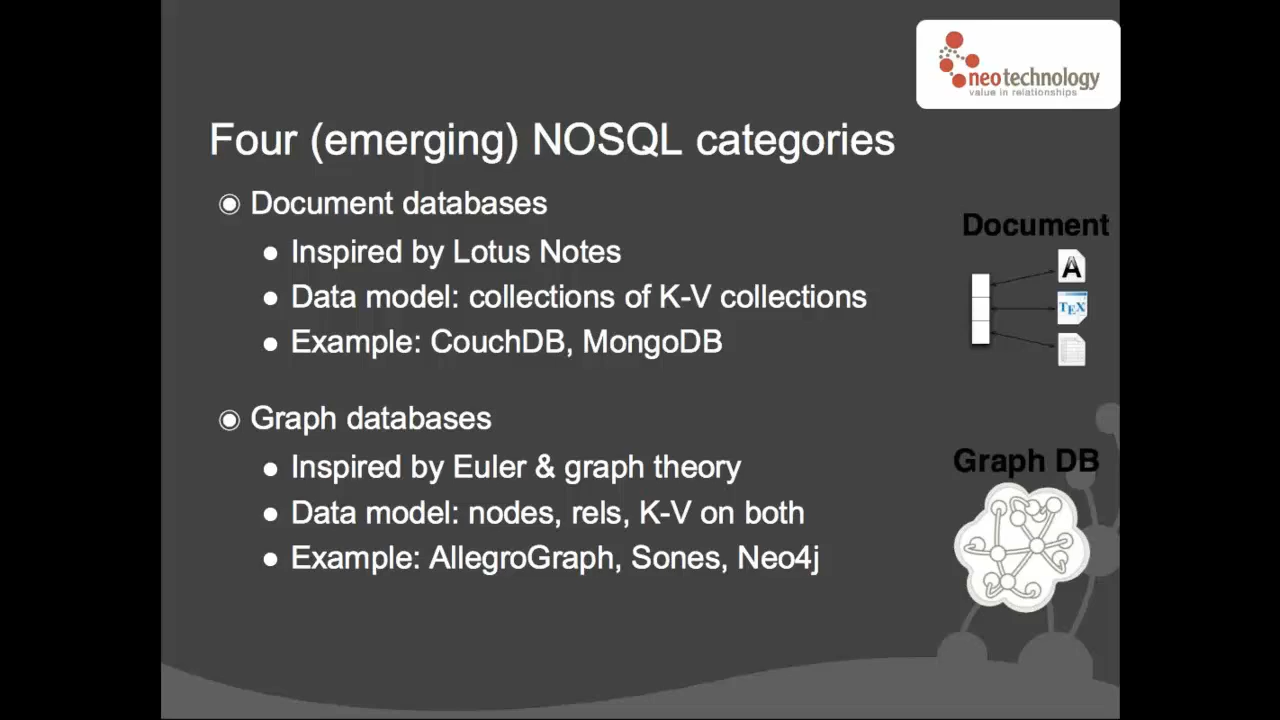 neotechnology
value in relationships
Four (emerging) NOSQL categories
Document databases
Inspired by Lotus Notes
Data model: collections of K-V collections
Example: CouchDB, MongoDB
Document
A
TEX
Graph databases
Inspired by Euler & graph theory
Data model: nodes, rels, K-V on both
Example: AllegroGraph, Sones, Neo4j
Graph DB